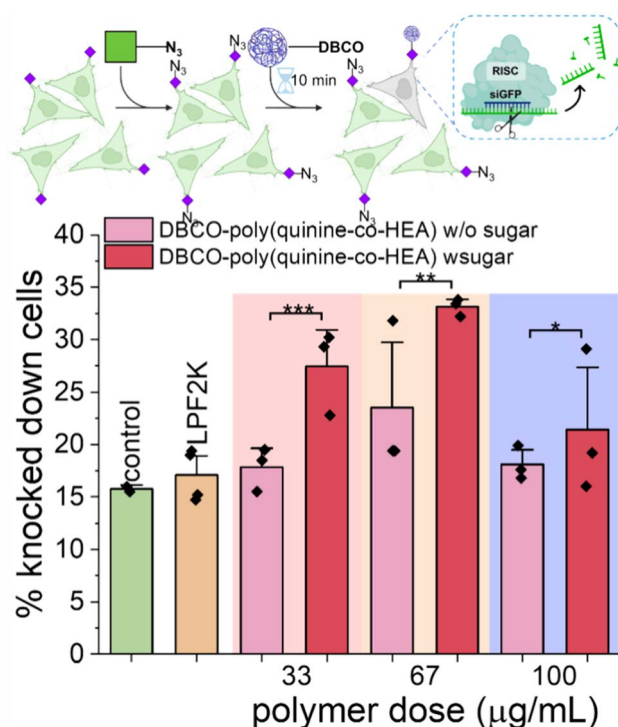 N₃
DBCO
10 min
N₃
N₃
RISC
siGFP
N₃
N₃
N₃
N₃
DBCO-poly(quinine-co-HEA) w/o sugar
DBCO-poly(quinine-co-HEA) wsugar
% knocked down cells
40
35
30
25
20
15
10
5
0
control
LPF2K
***
**
*
33 67 100
polymer dose (μg/mL)